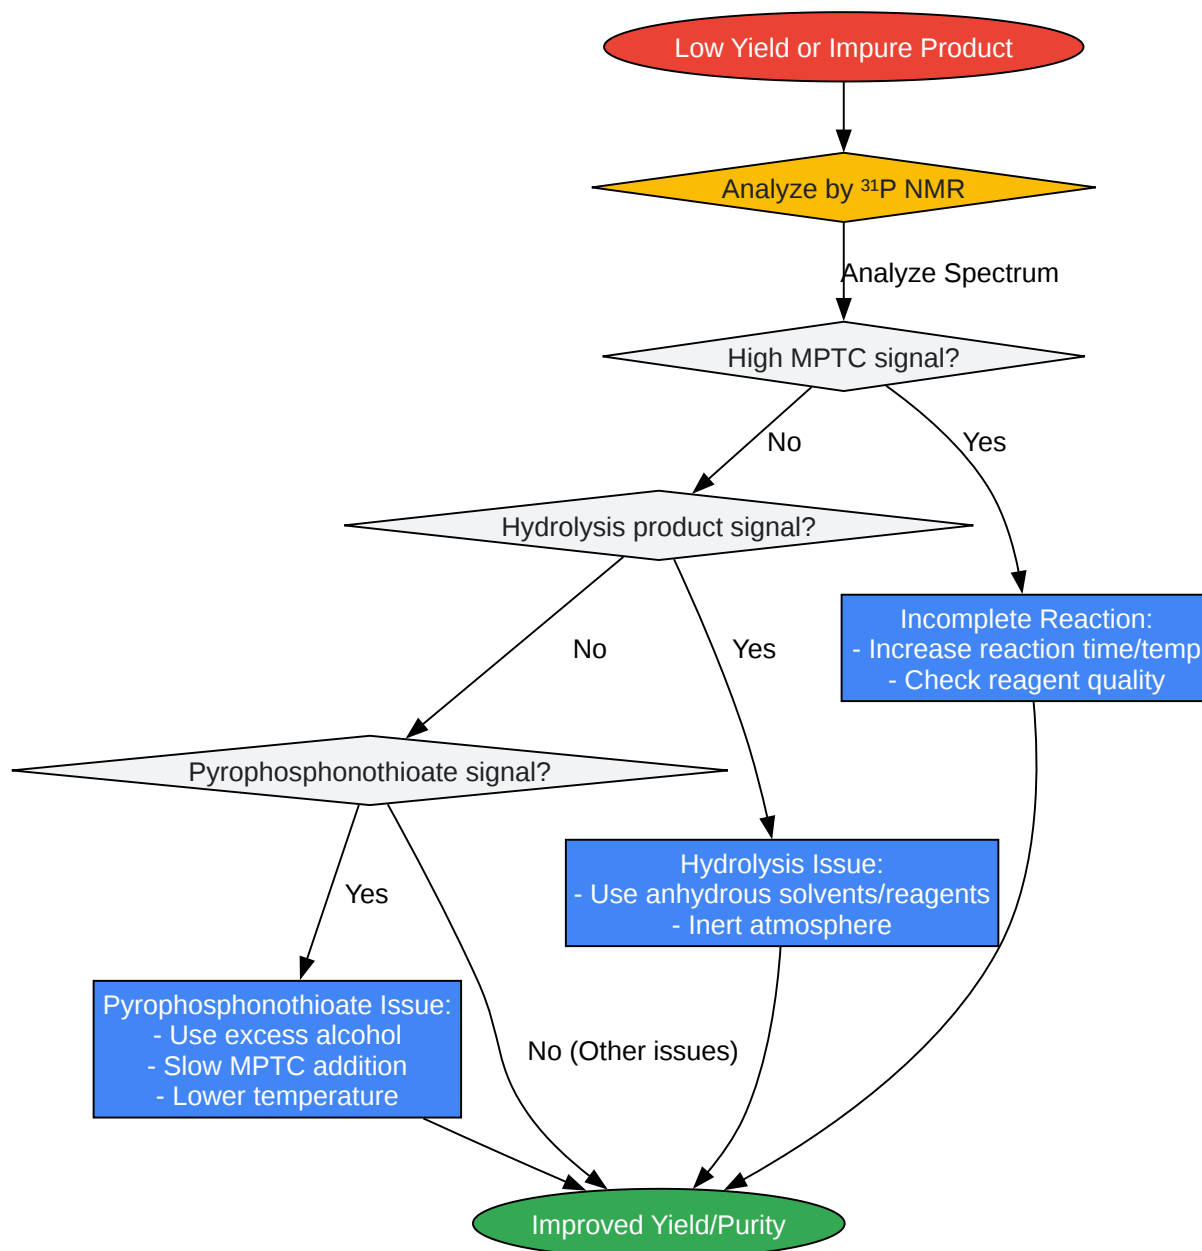 Low Yield or Impure Product
Analyze by ³¹P NMR
Analyze Spectrum
High MPTC signal?
No
Yes
Hydrolysis product signal?
Incomplete Reaction:
- Increase reaction time/temp
- Check reagent quality
No
Yes
Pyrophosphonothioate signal?
Hydrolysis Issue:
- Use anhydrous solvents/reagents
- Inert atmosphere
Yes
Pyrophosphonothioate Issue:
- Use excess alcohol
- Slow MPTC addition
- Lower temperature
No (Other issues)
Improved Yield/Purity